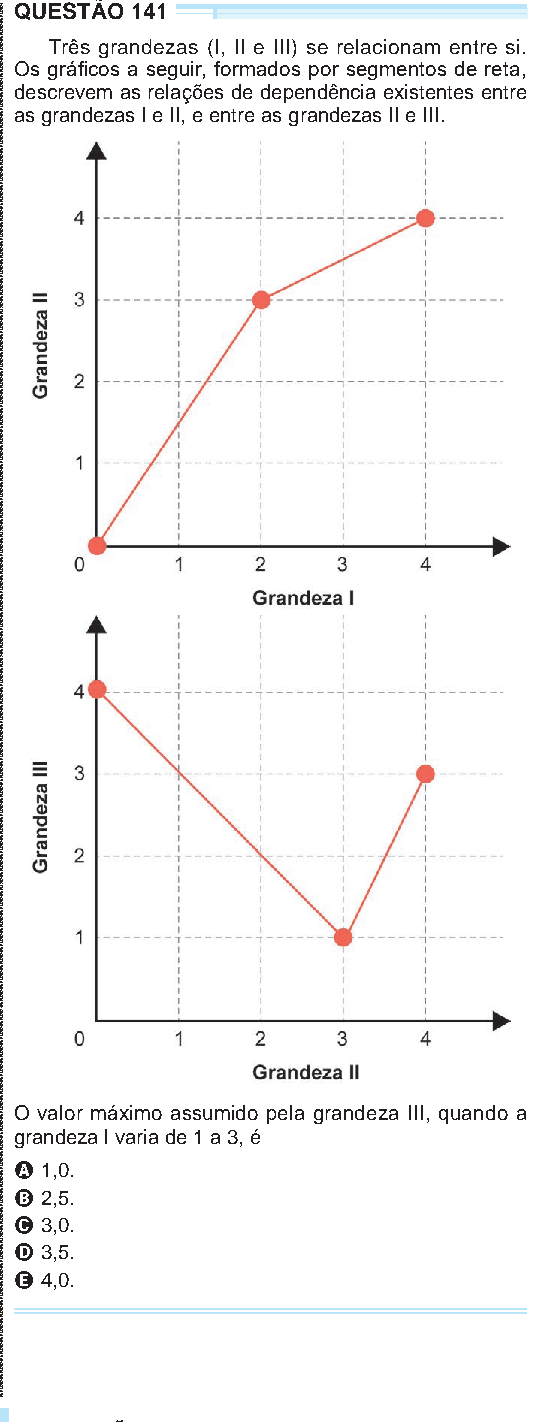 QUESTÃO 141
Três grandezas (I, II e III) se relacionam entre si.
Os gráficos a seguir, formados por segmentos de reta,
descrevem as relações de dependência existentes entre
as grandezas I e II, e entre as grandezas II e III.
4
3
2
1
0
1 2 3 4
Grandeza II
Grandeza I
4
3
2
1
0
1 2 3 4
Grandeza III
Grandeza II
O valor máximo assumido pela grandeza III, quando a
grandeza I varia de 1 a 3, é
A 1,0.
B 2,5.
C 3,0.
D 3,5.
E 4,0.